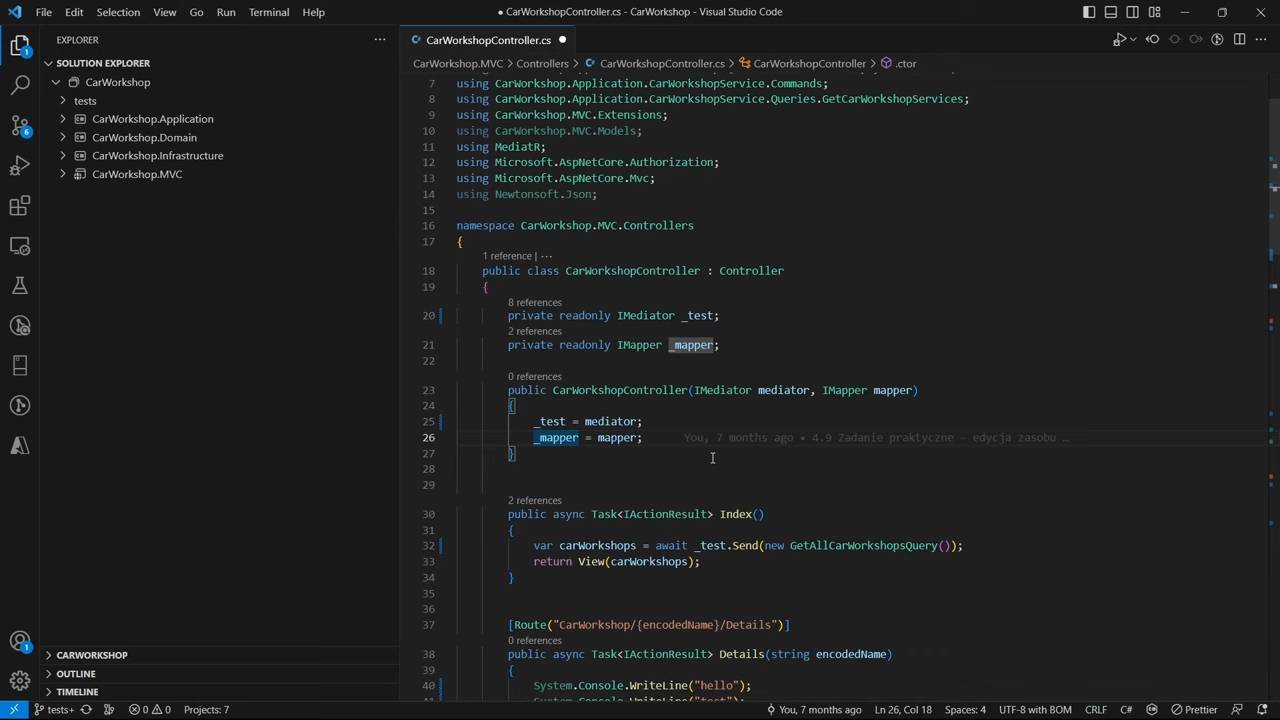 File Edit Selection View Go Run Terminal Help
CarWorkshopController.cs - CarWorkshop - Visual Studio Code
EXPLORER
SOLUTION EXPLORER
CarWorkshop
tests
CarWorkshop.Application
CarWorkshop.Domain
CarWorkshop.Infrastructure
CarWorkshop.MVC
CARWORKSHOP
OUTLINE
TIMELINE
1
6
1
CarWorkshopController.cs
CarWorkshop.MVC > Controllers > CarWorkshopController.cs > CarWorkshopController > .ctor
7 using CarWorkshop.Application.CarWorkshopService.Commands;
8 using CarWorkshop.Application.CarWorkshopService.Queries.GetCarWorkshopServices;
9 using CarWorkshop.MVC.Extensions;
10 using CarWorkshop.MVC.Models;
11 using MediatR;
12 using Microsoft.AspNetCore.Authorization;
13 using Microsoft.AspNetCore.Mvc;
14 using Newtonsoft.Json;
15
16 namespace CarWorkshop.MVC.Controllers
17 {
1 reference | ···
18 public class CarWorkshopController : Controller
19 {
8 references
20 private readonly IMediator _test;
2 references
21 private readonly IMapper _mapper;
22
0 references
23 public CarWorkshopController(IMediator mediator, IMapper mapper)
24 {
25 _test = mediator;
26 _mapper = mapper; You, 7 months ago • 4.9 Zadanie praktyczne - edycja zasobu …
27 }
28
29
2 references
30 public async Task<IActionResult> Index()
31 {
32 var carWorkshops = await _test.Send(new GetAllCarWorkshopsQuery());
33 return View(carWorkshops);
34 }
35
36
37 [Route("CarWorkshop/{encodedName}/Details")]
0 references
38 public async Task<IActionResult> Details(string encodedName)
39 {
40 System.Console.WriteLine("hello");
41 System.Console.WriteLine("test");
tests+ 0 0 Projects: 7 You, 7 months ago Ln 26, Col 18 Spaces: 4 UTF-8 with BOM CRLF C# Prettier